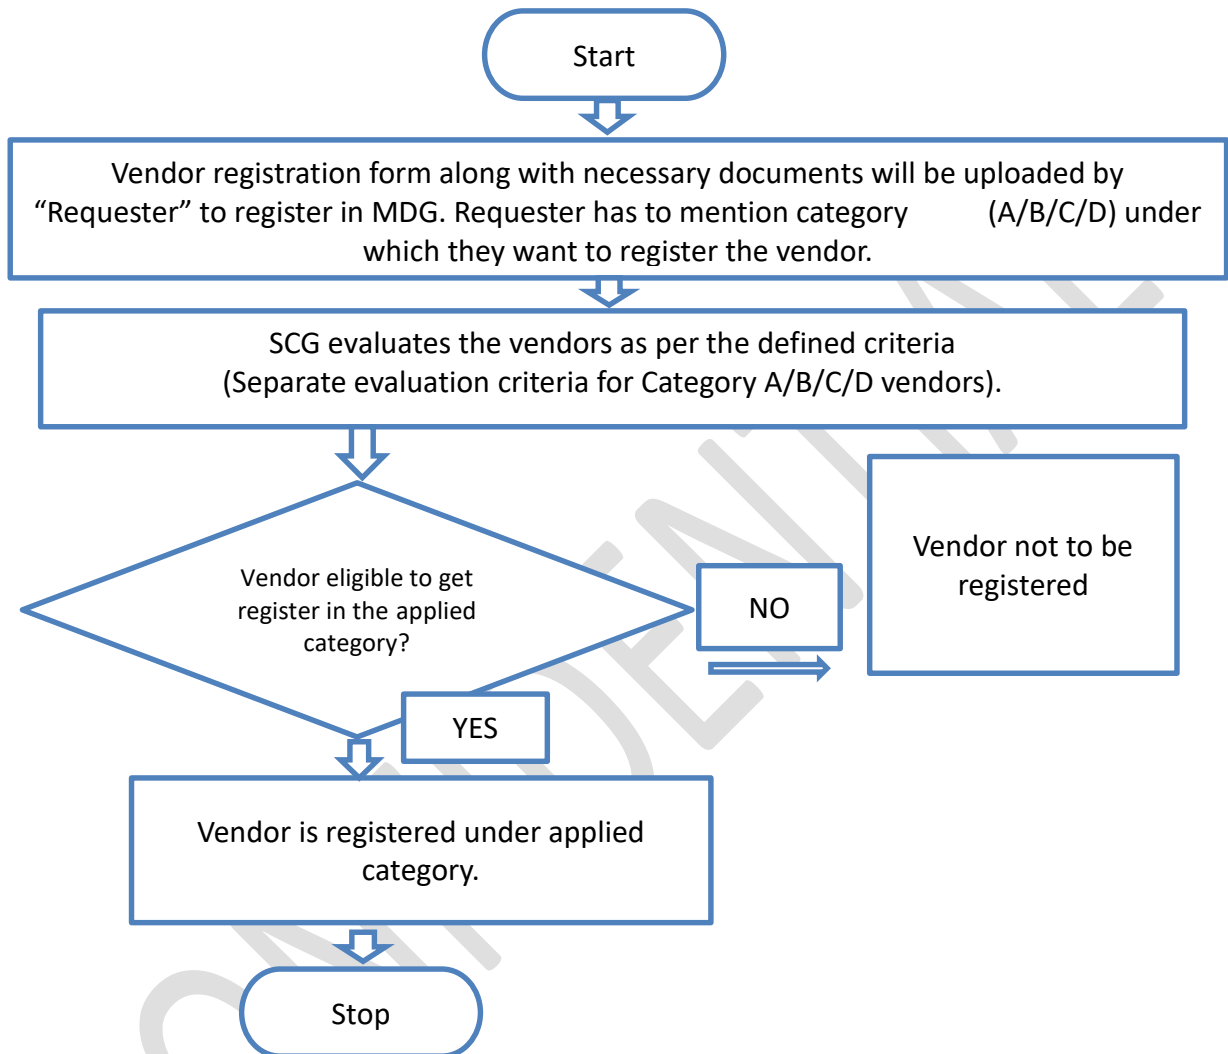 Start
Vendor registration form along with necessary documents will be uploaded by
“Requester” to register in MDG. Requester has to mention category (A/B/C/D) under
which they want to register the vendor.
SCG evaluates the vendors as per the defined criteria
(Separate evaluation criteria for Category A/B/C/D vendors).
Vendor eligible to get
register in the applied
category?
NO
Vendor not to be
registered
YES
Vendor is registered under applied
category.
Stop
CONFIDENTIAL